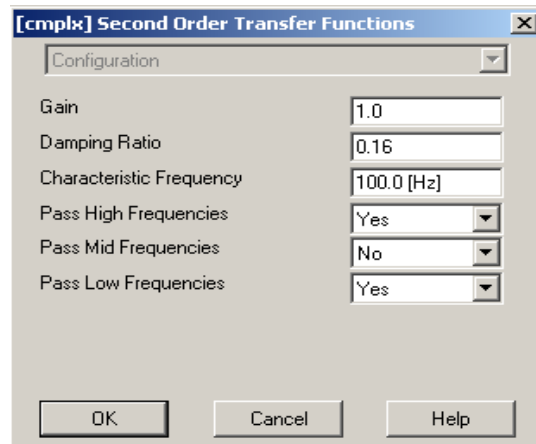 [cmplx] Second Order Transfer Functions
Configuration
Gain 1.0
Damping Ratio 0.16
Characteristic Frequency 100.0 [Hz]
Pass High Frequencies Yes
Pass Mid Frequencies No
Pass Low Frequencies Yes
OK Cancel Help